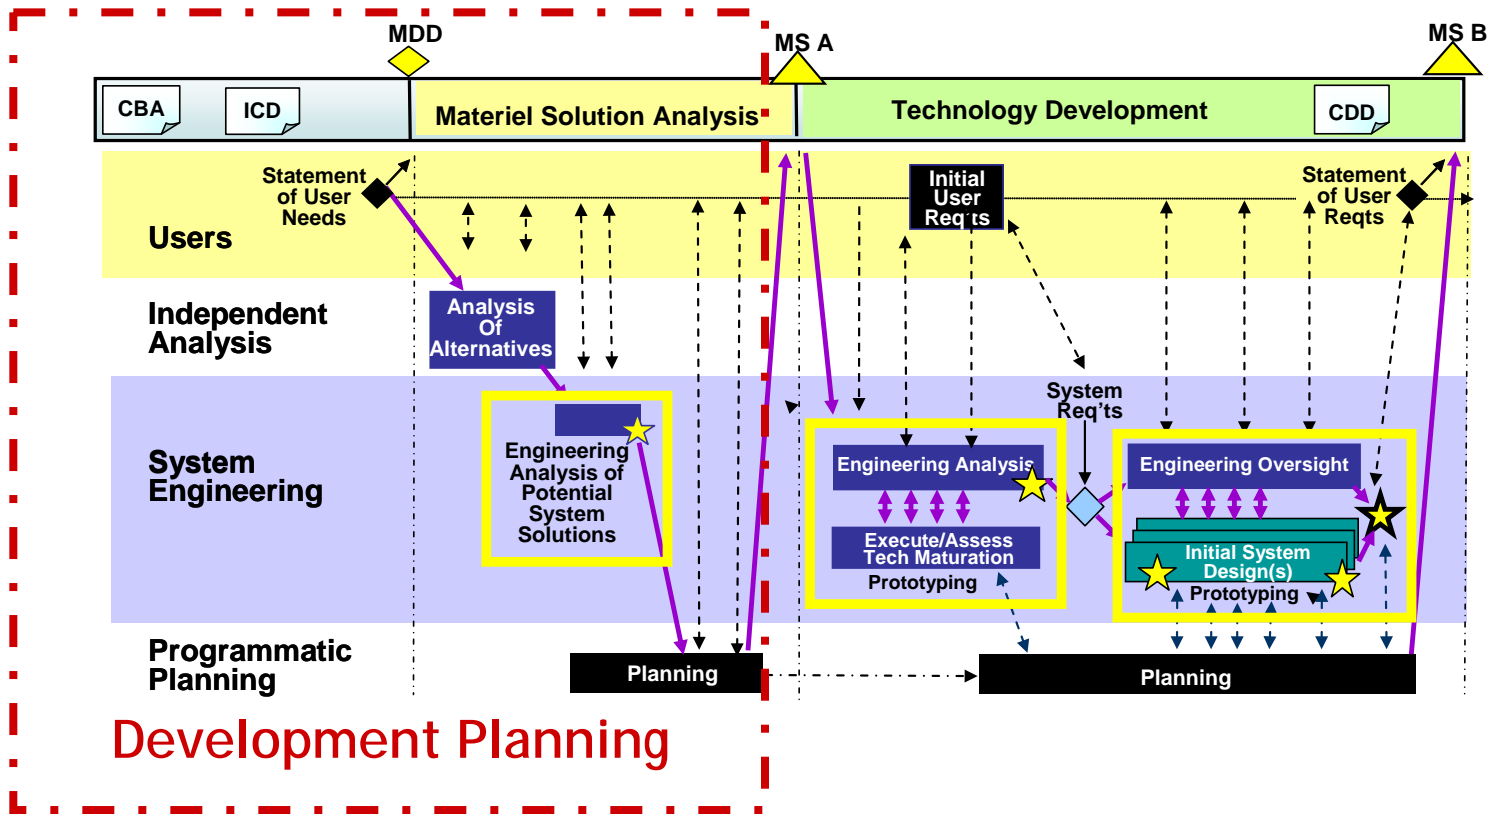 MDD
MS A
MS B
CBA
ICD
Materiel Solution Analysis
Technology Development
CDD
Statement
of User
Needs
Initial
User
Reqts
Statement
of User
Reqts
Users
Independent
Analysis
Analysis
Of
Alternatives
System
Engineering
Engineering
Analysis of
Potential
System
Solutions
System
Req'ts
Engineering Analysis
Execute/Assess
Tech Maturation
Prototyping
Engineering Oversight
Initial System
Design(s)
Prototyping
Programmatic
Planning
Planning
Planning
Development Planning